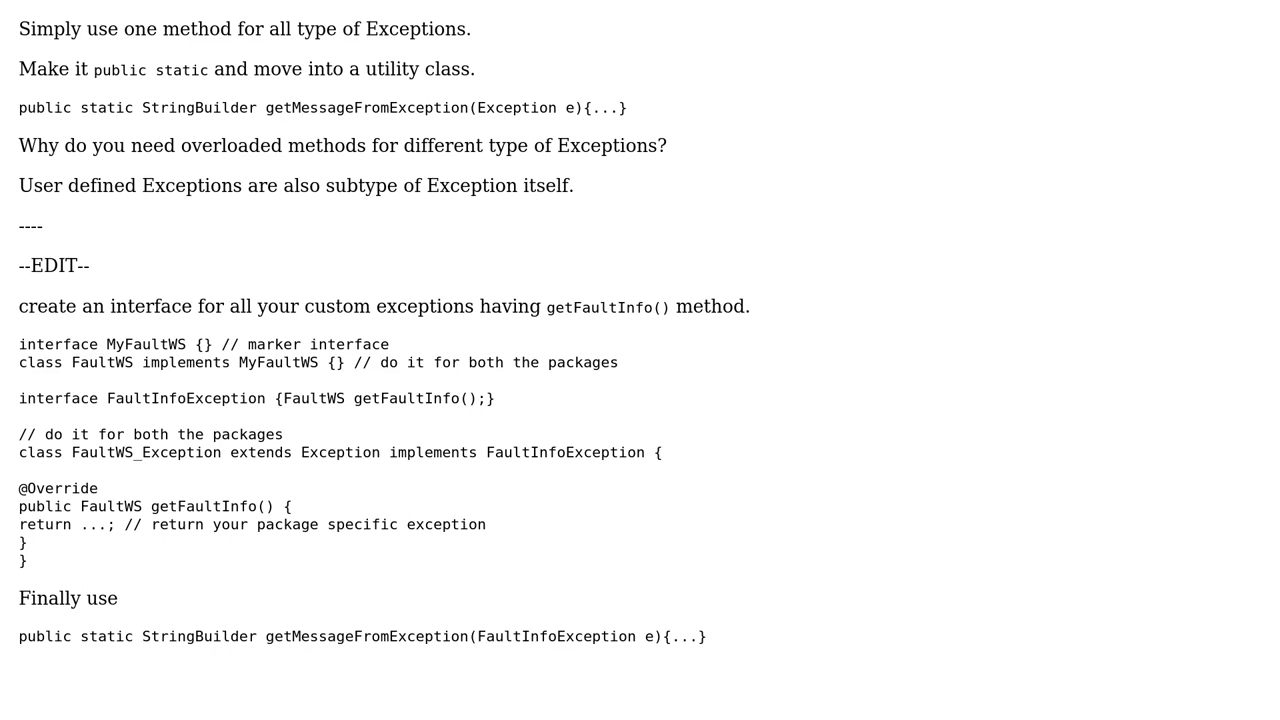 Simply use one method for all type of Exceptions.
Make it public static and move into a utility class.
public static StringBuilder getMessageFromException(Exception e){...}
Why do you need overloaded methods for different type of Exceptions?
User defined Exceptions are also subtype of Exception itself.
----
--EDIT--
create an interface for all your custom exceptions having getFaultInfo() method.
interface MyFaultWS {} // marker interface
class FaultWS implements MyFaultWS {} // do it for both the packages
interface FaultInfoException {FaultWS getFaultInfo();}
// do it for both the packages
class FaultWS_Exception extends Exception implements FaultInfoException {
@Override
public FaultWS getFaultInfo() {
return ...; // return your package specific exception
}
}
Finally use
public static StringBuilder getMessageFromException(FaultInfoException e){...}